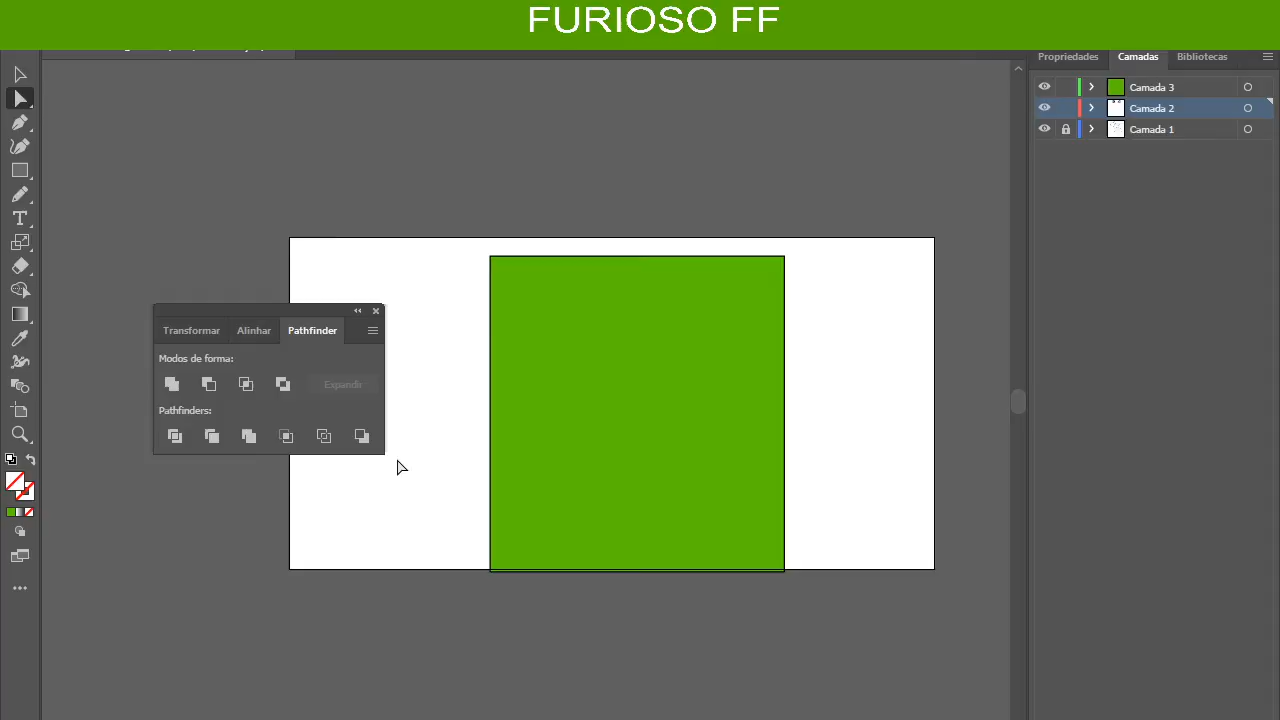 FURIOSO FF
Propriedades Camadas Bibliotecas
Camada 3
Camada 2
Camada 1
Transformar Alinhar Pathfinder
Modos de forma:
Expandir
Pathfinders: